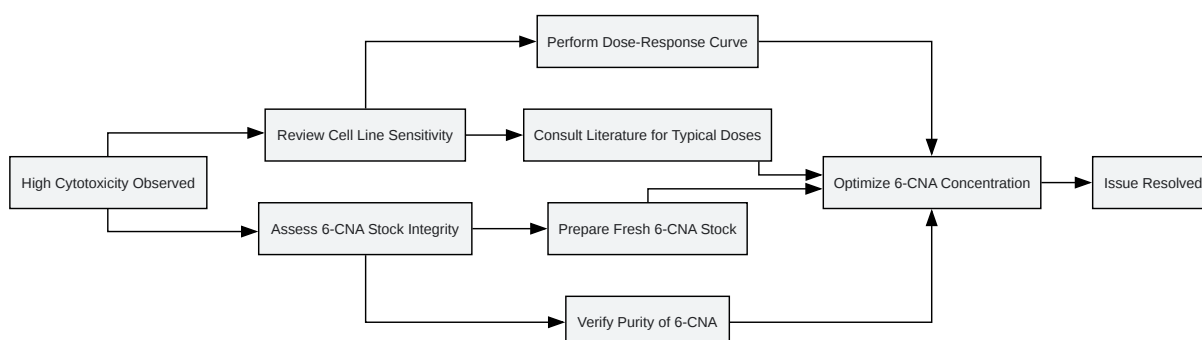 Perform Dose-Response Curve
Review Cell Line Sensitivity
Consult Literature for Typical Doses
High Cytotoxicity Observed
Optimize 6-CNA Concentration
Issue Resolved
Assess 6-CNA Stock Integrity
Prepare Fresh 6-CNA Stock
Verify Purity of 6-CNA